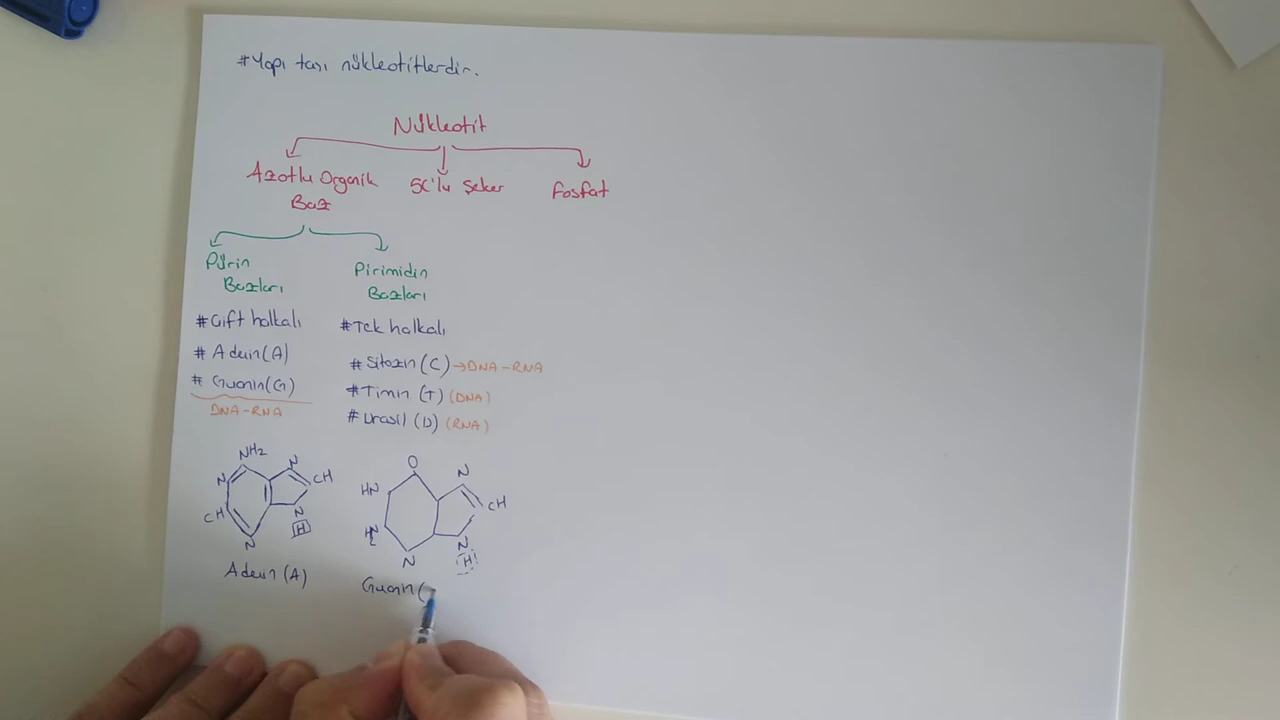 #Yapı taşı nükleotitlerdir.
Nükleotit
Azotlu Organik Baz
5C'lu Şeker
Fosfat
Pürin Bazları
Pirimidin Bazları
#Çift halkalı
#Adenin(A)
#Guanin(G)
DNA-RNA
#Tek halkalı
#Sitozin (C) → DNA-RNA
#Timin (T) (DNA)
#Urasil (U) (RNA)
NH2
N
N
CH
CH
N
N
H
Adenin (A)
O
N
HN
CH
H2N
N
N
H
Guanin (